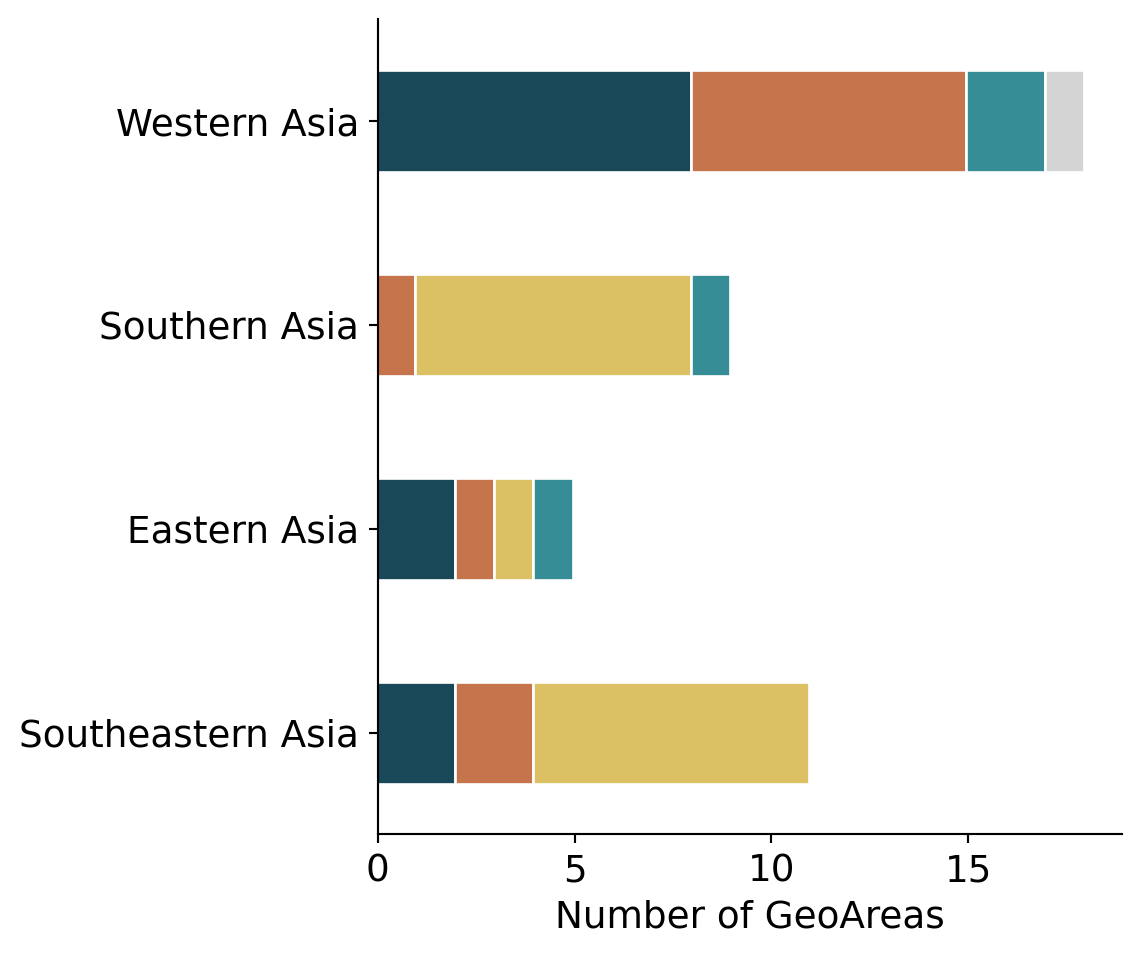 Western Asia
Southern Asia
Eastern Asia
Southeastern Asia
0 5 10 15
Number of GeoAreas